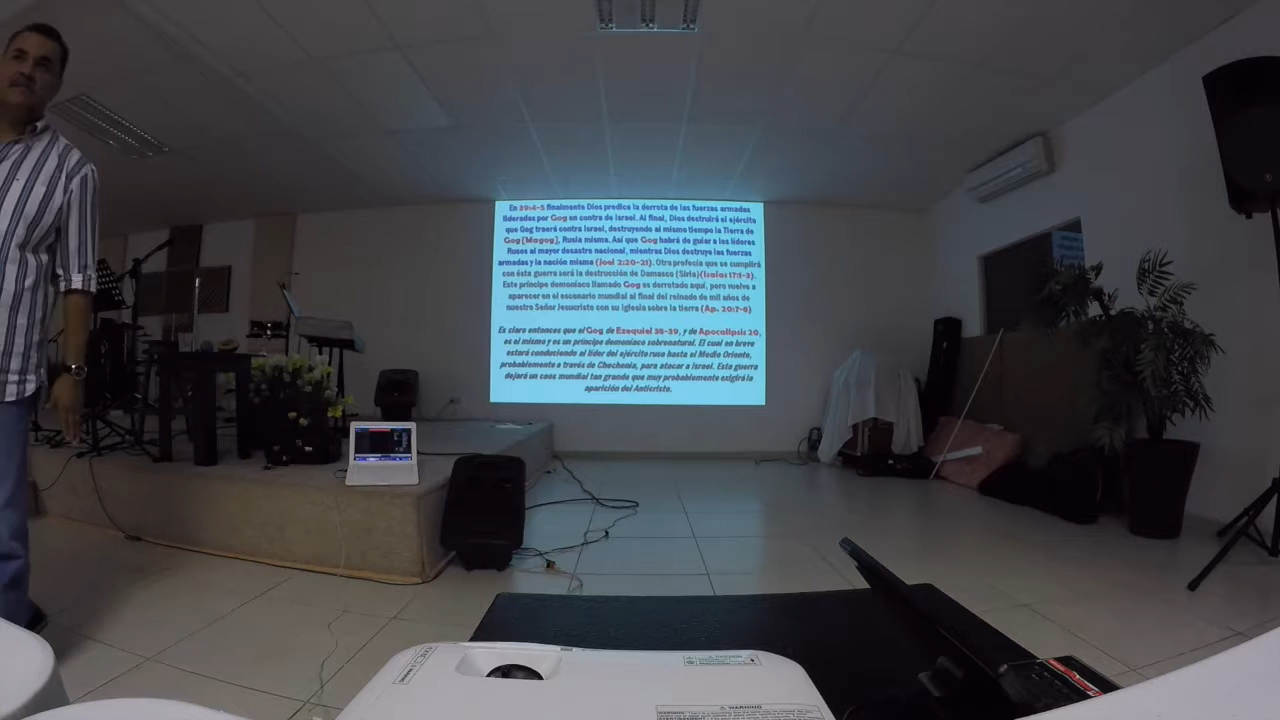 En 39:4-5 finalmente Dios predice la derrota de las fuerzas armadas
lideradas por Gog en contra de Israel. Al final, Dios destruirá el ejército
que Gog traerá contra Israel, destruyendo al mismo tiempo la Tierra de
Gog [Magog], Rusia misma. Así que Gog habrá de guiar a los líderes
Rusos al mayor desastre nacional, mientras Dios destruye las fuerzas
armadas y la nación misma (Joel 2:20-21). Otra profecía que se cumplirá
con ésta guerra será la destrucción de Damasco (Siria)(Isaías 17:1-3).
Este príncipe demoníaco llamado Gog es derrotado aquí, pero vuelve a
aparecer en el escenario mundial al final del reinado de mil años de
nuestro Señor Jesucristo con su iglesia sobre la tierra (Ap. 20:7-8)
Es claro entonces que el Gog de Ezequiel 38-39, y de Apocalipsis 20,
es el mismo y es un príncipe demoníaco sobrenatural. El cual en breve
estará conduciendo al líder del ejército ruso hasta el Medio Oriente,
probablemente a través de Chechenia, para atacar a Israel. Esta guerra
dejará un caos mundial tan grande que muy probablemente exigirá la
aparición del Anticristo.
WARNING